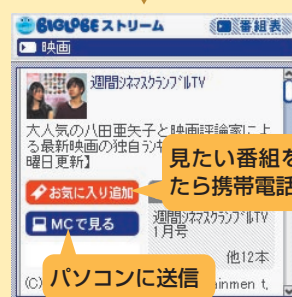 BIGLOBEストリーム
番組表
映画
週間シネマスクランブルTV
大人気の八田亜矢子と映画評論家によ
る最新映画の独自ラン
曜日更新】
見たい番組を
たら携帯電話
お気に入り追加
MCで見る
週間シネマスクランブルTV
1月号
他12本
パソコンに送信
(C)
inment,